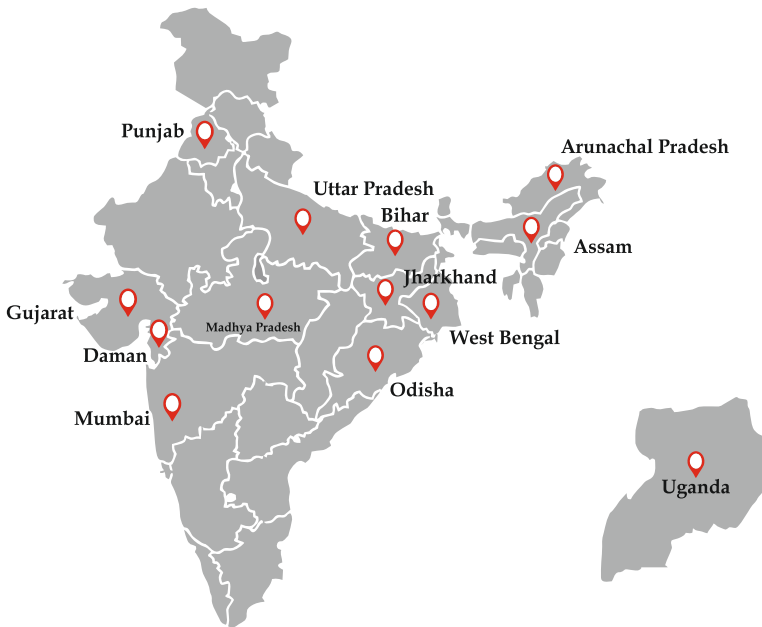 Punjab
Arunachal Pradesh
Uttar Pradesh
Bihar
Assam
Jharkhand
Gujarat
Madhya Pradesh
West Bengal
Daman
Odisha
Mumbai
Uganda